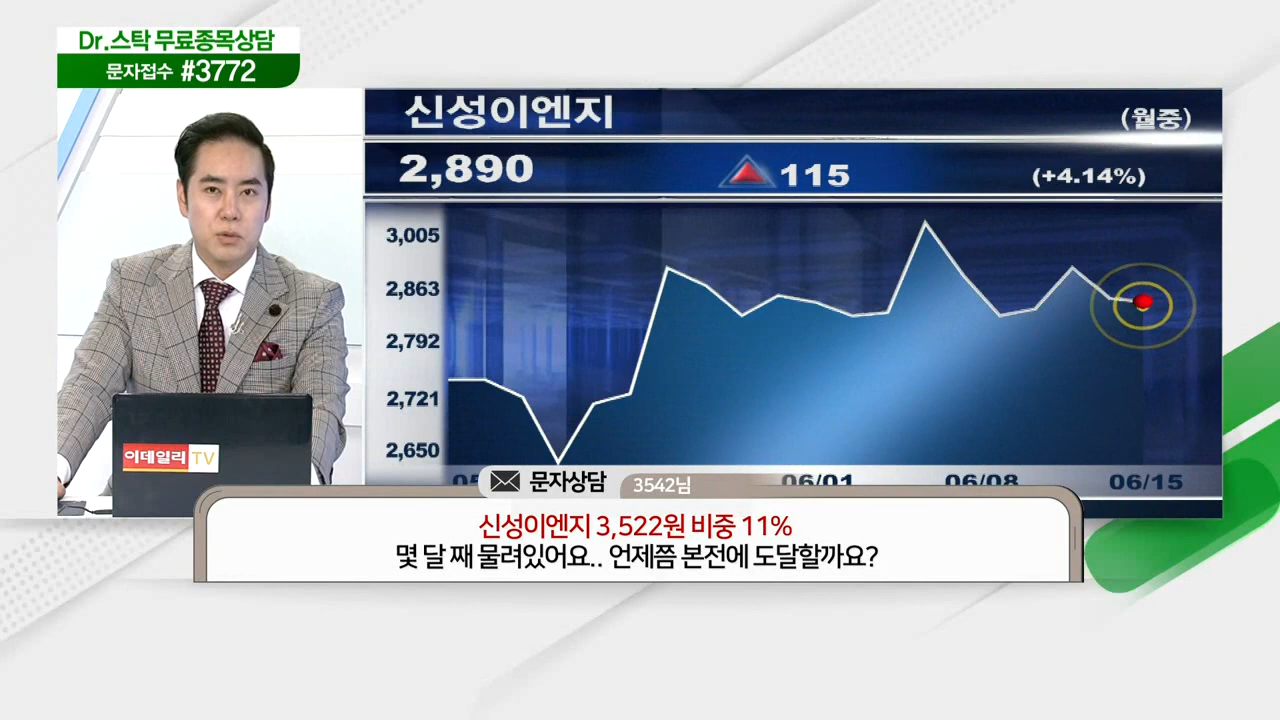 Dr.스탁 무료종목상담
문자접수 #3772
신성이엔지
(월중)
2,890
115
(+4.14%)
3,005
2,863
2,792
2,721
2,650
06/01
06/08
06/15
이데일리 TV
문자상담
3542님
신성이엔지 3,522원 비중 11%
몇 달 째 물려있어요.. 언제쯤 본전에 도달할까요?